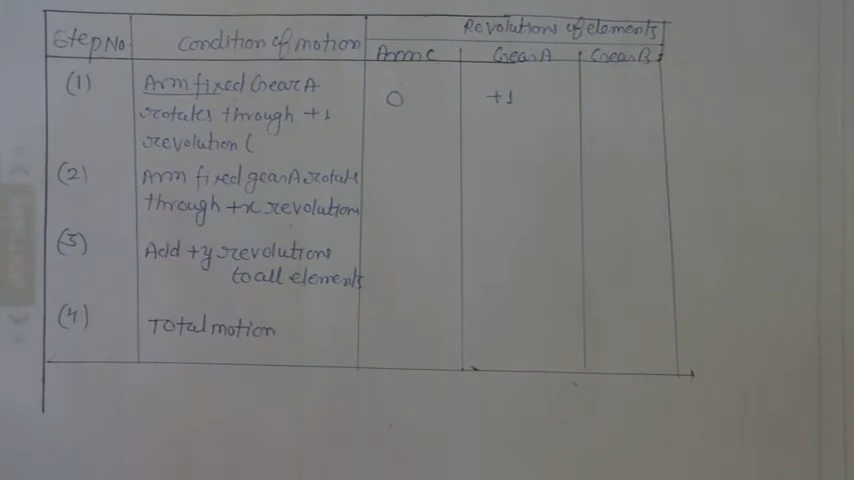 Revolutions of elements
Step No Condition of motion Arm C Gear A Gear B
(1) Arm fixed Gear A 0 +1
rotates through +1
revolution (
(2) Arm fixed gear A rotate
through +x revolutions
(3) Add +y revolutions
to all elements
(4) Total motion